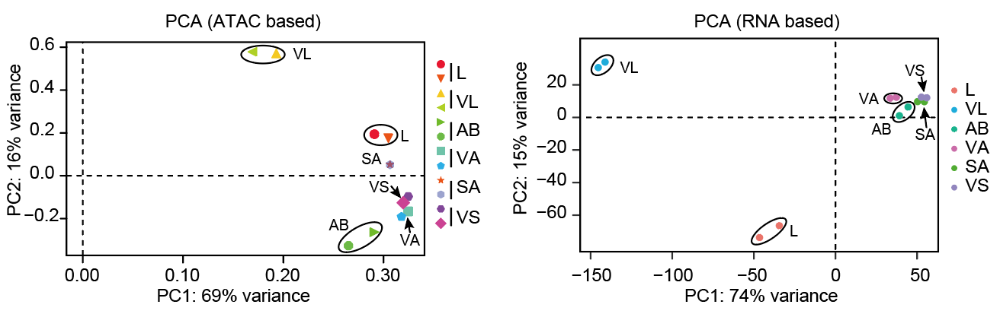 PCA (ATAC based)
PC2: 16% variance
0.6
0.4
0.2
0.0
−0.2
VL
L
SA
VS
AB
VA
0.00
0.10
0.20
0.30
PC1: 69% variance
L
VL
AB
VA
SA
VS
PCA (RNA based)
PC2: 15% variance
20
0
−20
−40
−60
VL
VS
VA
AB
SA
L
−150
−100
−50
0
50
PC1: 74% variance
L
VL
AB
VA
SA
VS